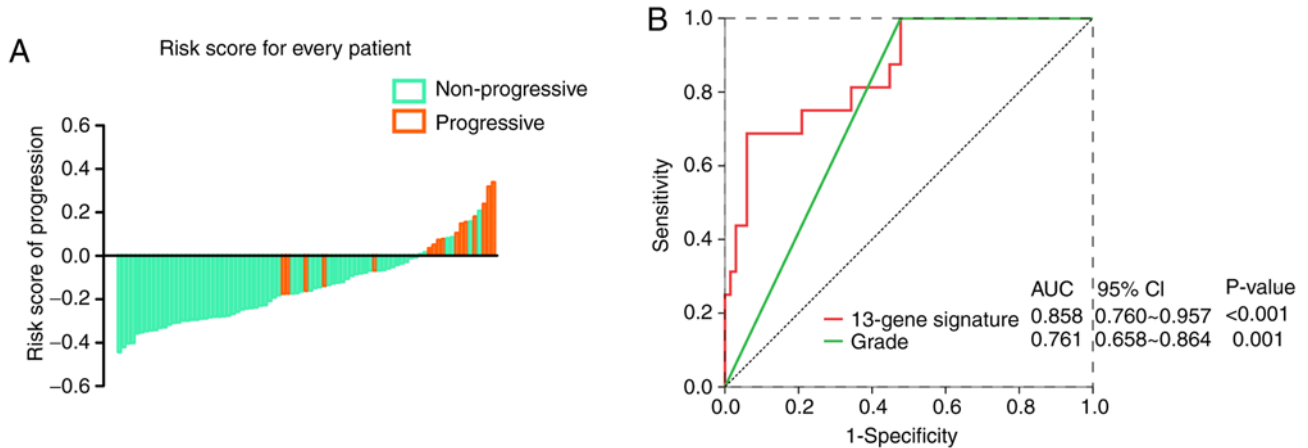 A
Risk score for every patient
Non-progressive
Progressive
Risk score of progression
0.6
0.4
0.2
0.0
−0.2
−0.4
−0.6
B
Sensitivity
1.0
0.8
0.6
0.4
0.2
0.0
AUC 95% CI P-value
13-gene signature 0.858 0.760~0.957 <0.001
Grade 0.761 0.658~0.864 0.001
0.0 0.2 0.4 0.6 0.8 1.0
1-Specificity